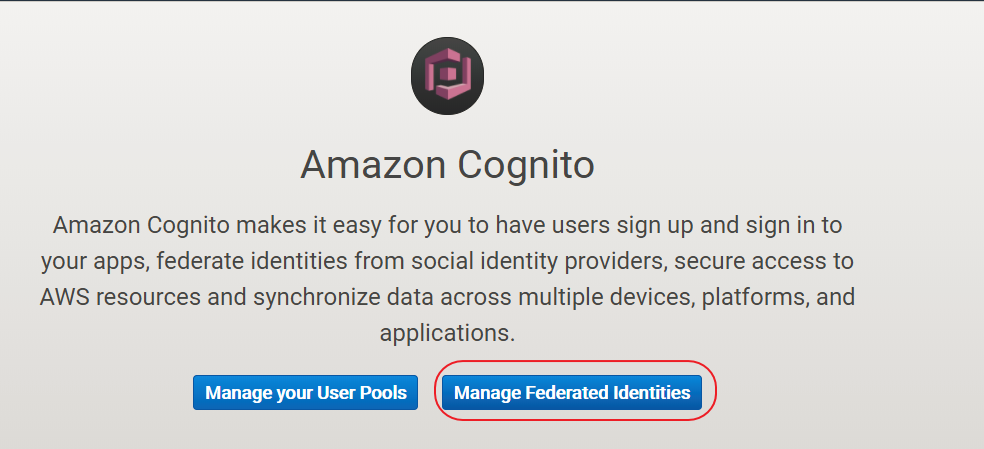 Amazon Cognito
Amazon Cognito makes it easy for you to have users sign up and sign in to
your apps, federate identities from social identity providers, secure access to
AWS resources and synchronize data across multiple devices, platforms, and
applications.
Manage your User Pools Manage Federated Identities